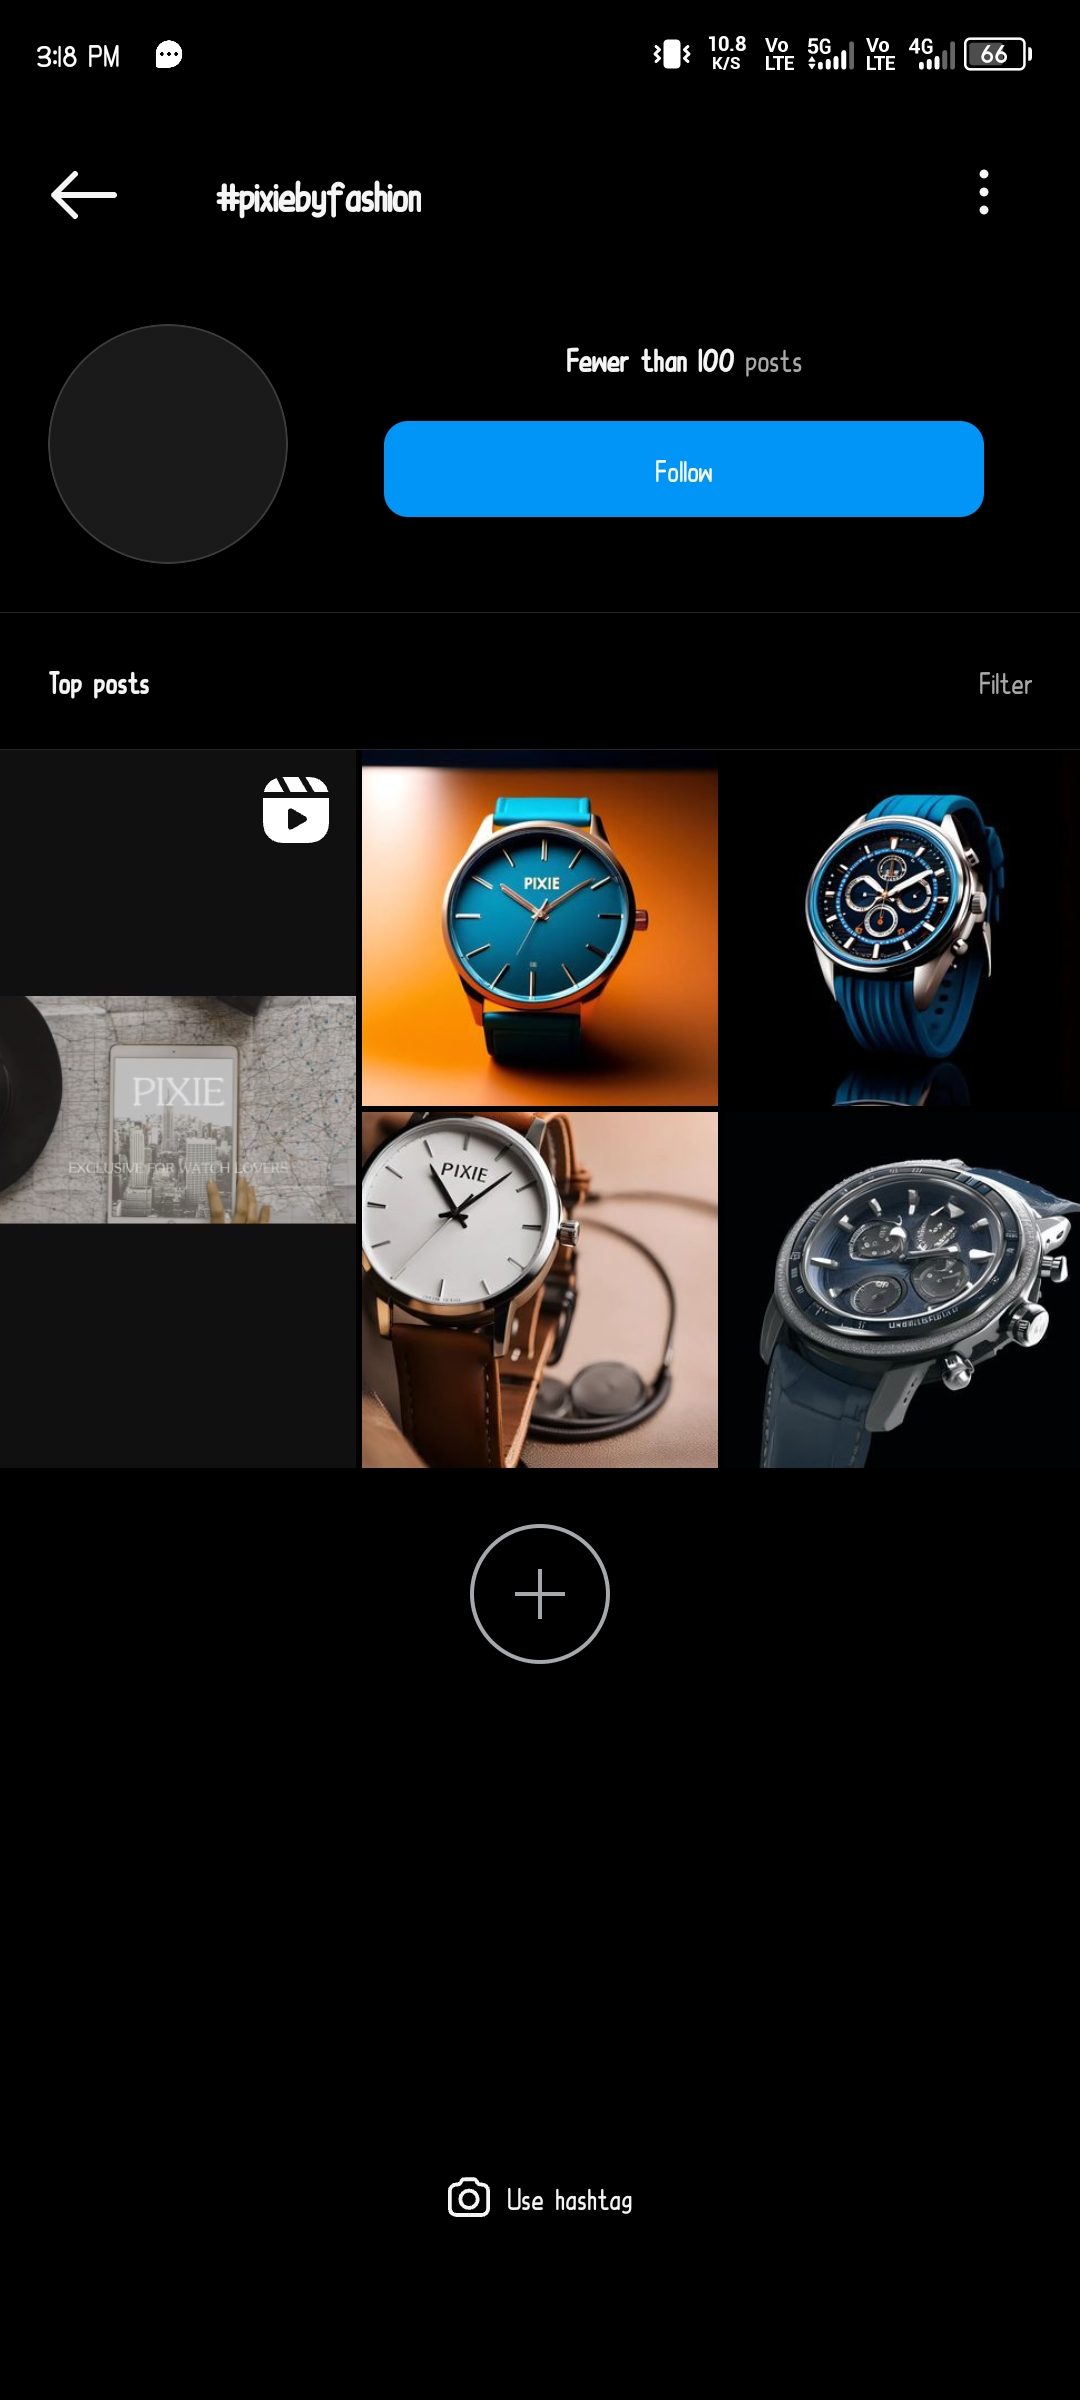 3:18 PM
10.8 K/S Vo LTE 5G Vo LTE 4G 66
#pixiebyfashion
Fewer than 100 posts
Follow
Top posts
Filter
PIXIE
PIXIE
EXCLUSIVE FOR WATCH LOVERS
PIXIE
Use hashtag